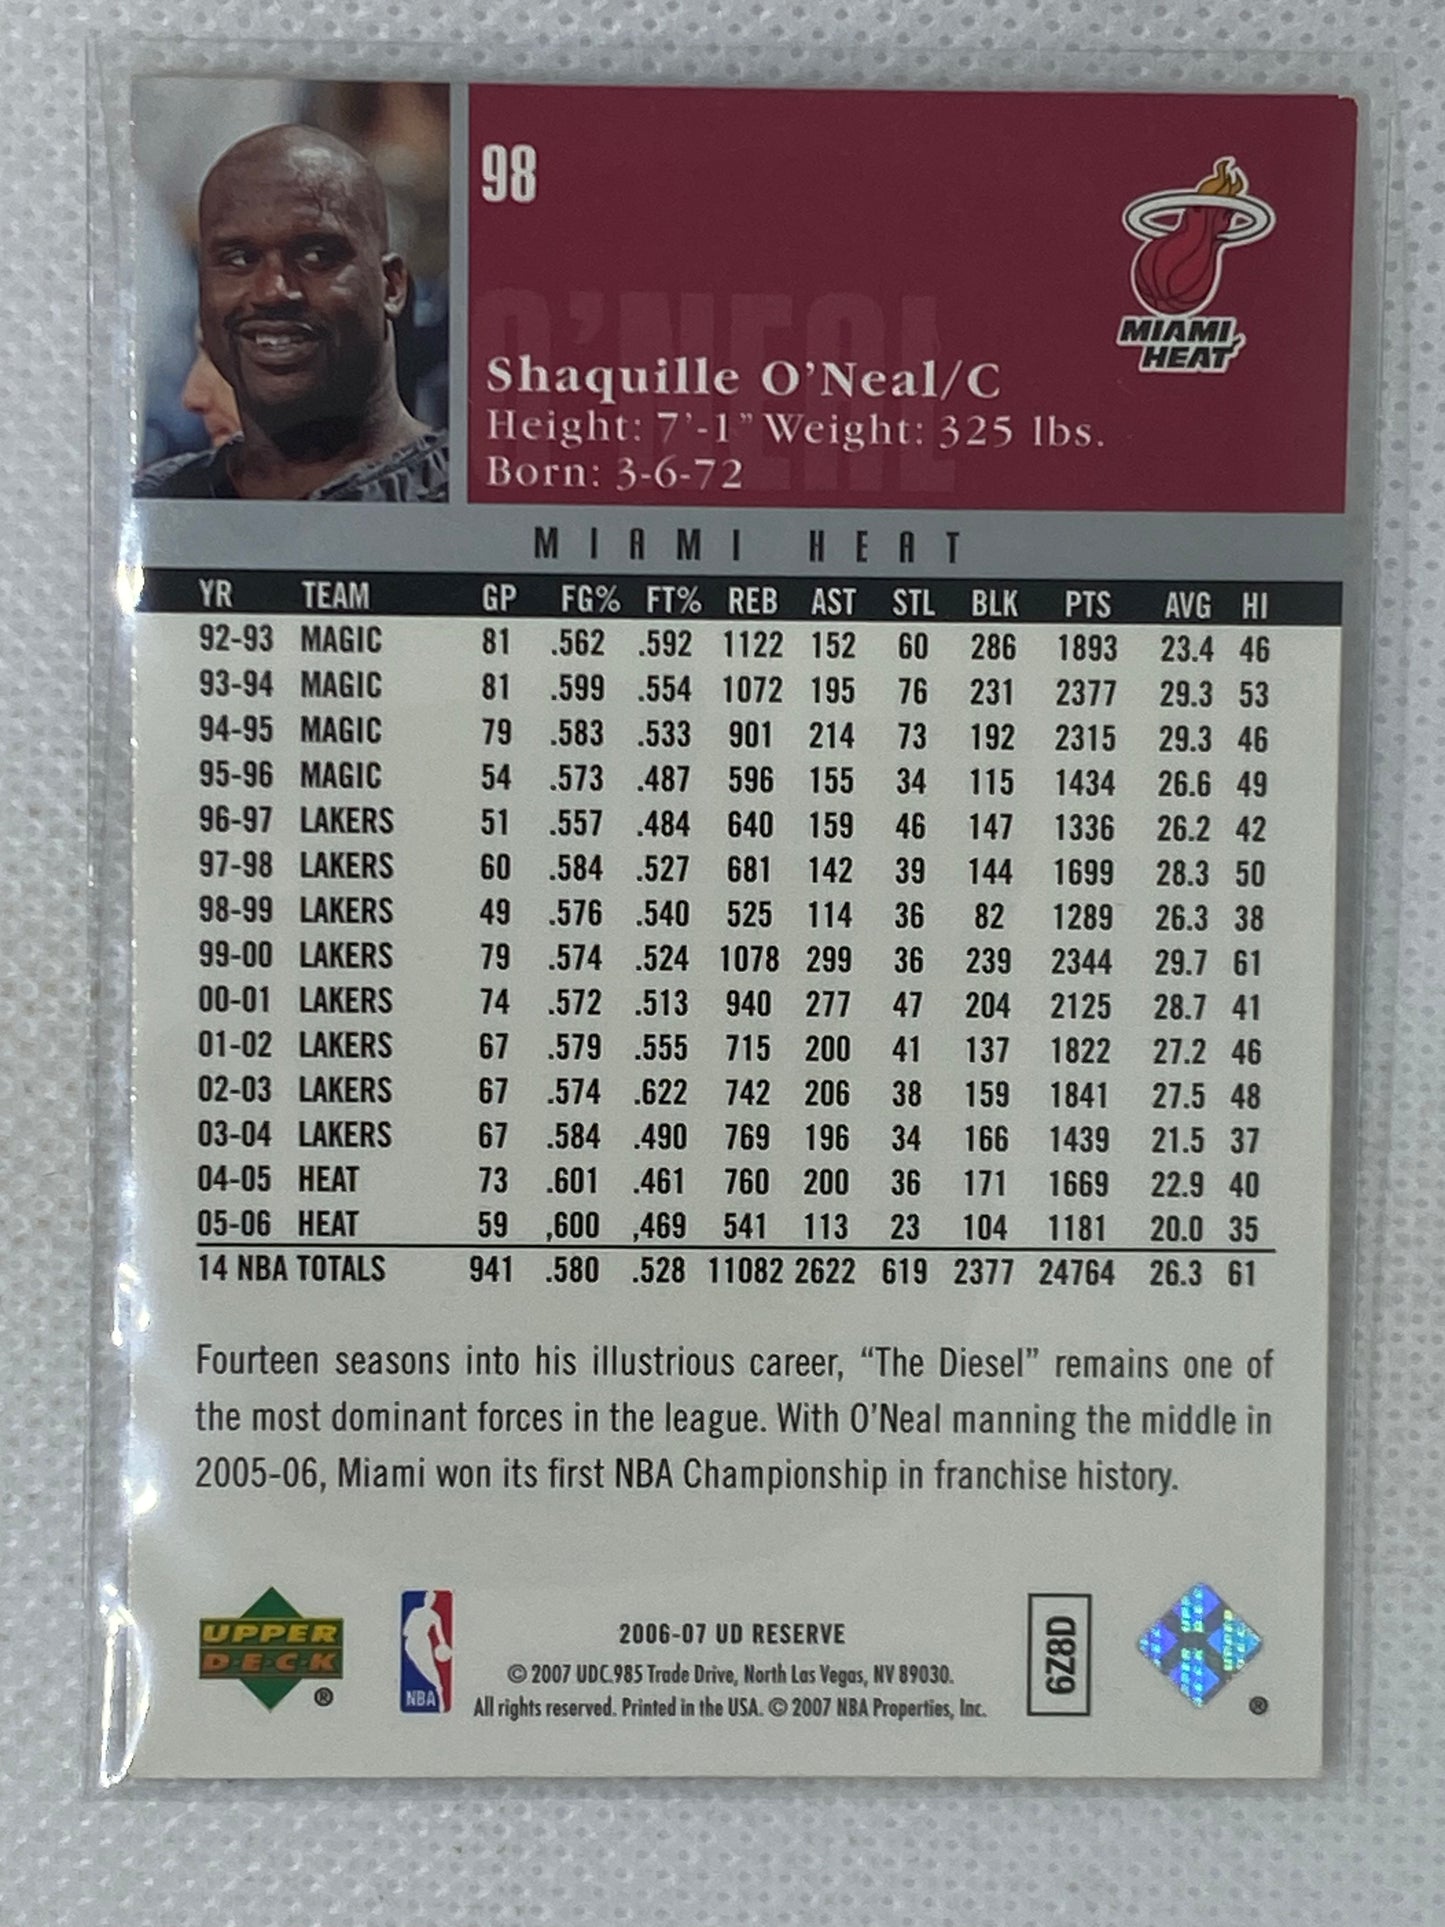 98
O'NEAL
MIAMI
HEAT
Shaquille O'Neal/C
Height: 7'-1" Weight: 325 lbs.
Born: 3-6-72
MIAMI HEAT
YR TEAM GP FG% FT% REB AST STL BLK PTS AVG HI
92-93 MAGIC 81 .562 .592 1122 152 60 286 1893 23.4 46
93-94 MAGIC 81 .599 .554 1072 195 76 231 2377 29.3 53
94-95 MAGIC 79 .583 .533 901 214 73 192 2315 29.3 46
95-96 MAGIC 54 .573 .487 596 155 34 115 1434 26.6 49
96-97 LAKERS 51 .557 .484 640 159 46 147 1336 26.2 42
97-98 LAKERS 60 .584 .527 681 142 39 144 1699 28.3 50
98-99 LAKERS 49 .576 .540 525 114 36 82 1289 26.3 38
99-00 LAKERS 79 .574 .524 1078 299 36 239 2344 29.7 61
00-01 LAKERS 74 .572 .513 940 277 47 204 2125 28.7 41
01-02 LAKERS 67 .579 .555 715 200 41 137 1822 27.2 46
02-03 LAKERS 67 .574 .622 742 206 38 159 1841 27.5 48
03-04 LAKERS 67 .584 .490 769 196 34 166 1439 21.5 37
04-05 HEAT 73 .601 .461 760 200 36 171 1669 22.9 40
05-06 HEAT 59 ,600 ,469 541 113 23 104 1181 20.0 35
14 NBA TOTALS 941 .580 .528 11082 2622 619 2377 24764 26.3 61
Fourteen seasons into his illustrious career, “The Diesel” remains one of
the most dominant forces in the league. With O'Neal manning the middle in
2005-06, Miami won its first NBA Championship in franchise history.
UPPER
DECK
®
NBA
2006-07 UD RESERVE
© 2007 UDC.985 Trade Drive, North Las Vegas, NV 89030.
All rights reserved. Printed in the USA. © 2007 NBA Properties, Inc.
6Z8D
®